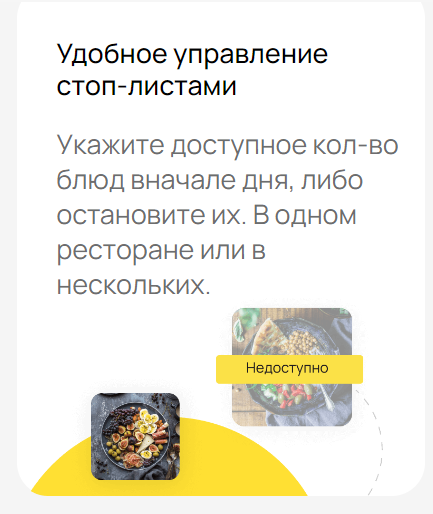 Удобное управление
стоп-листами
Укажите доступное кол-во
блюд вначале дня, либо
остановите их. В одном
ресторане или в
нескольких.
Недоступно